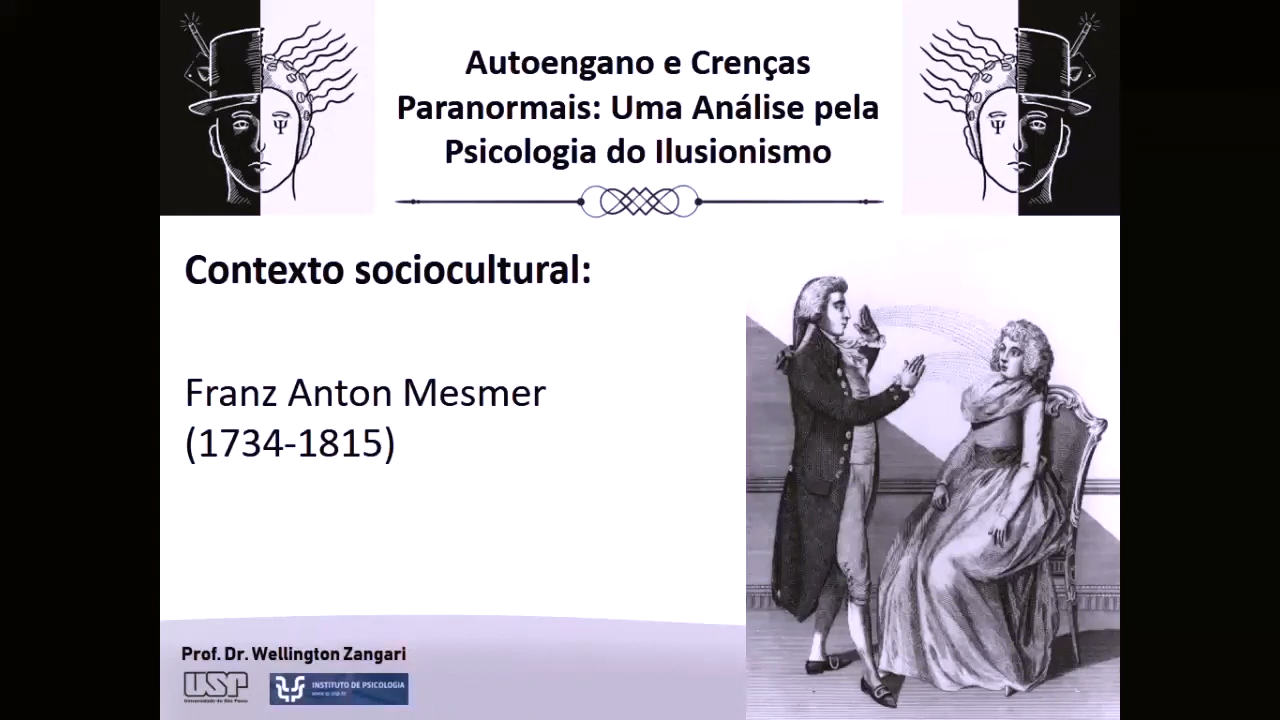 Autoengano e Crenças
Paranormais: Uma Análise pela
Psicologia do Ilusionismo
Ψ
Ψ
Contexto sociocultural:
Franz Anton Mesmer
(1734-1815)
Prof. Dr. Wellington Zangari
USP
Universidade de São Paulo
INSTITUTO DE PSICOLOGIA
www.ip.usp.br